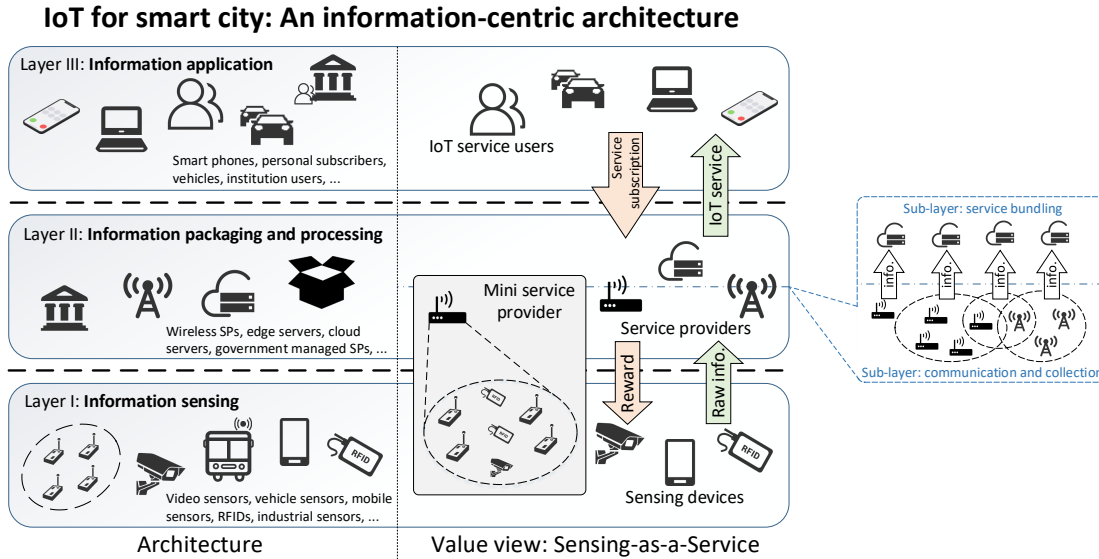 IoT for smart city: An information-centric architecture
Layer III: Information application
Smart phones, personal subscribers,
vehicles, institution users, ...
IoT service users
Service
subscription
IoT service
Layer II: Information packaging and processing
Wireless SPs, edge servers, cloud
servers, government managed SPs, ...
Mini service
provider
Service providers
Reward
Raw info.
Layer I: Information sensing
RFID
Video sensors, vehicle sensors, mobile
sensors, RFIDs, industrial sensors, ...
RFID
RFID
RFID
Sensing devices
Architecture
Value view: Sensing-as-a-Service
Sub-layer: service bundling
info.
info.
info.
info.
Sub-layer: communication and collection